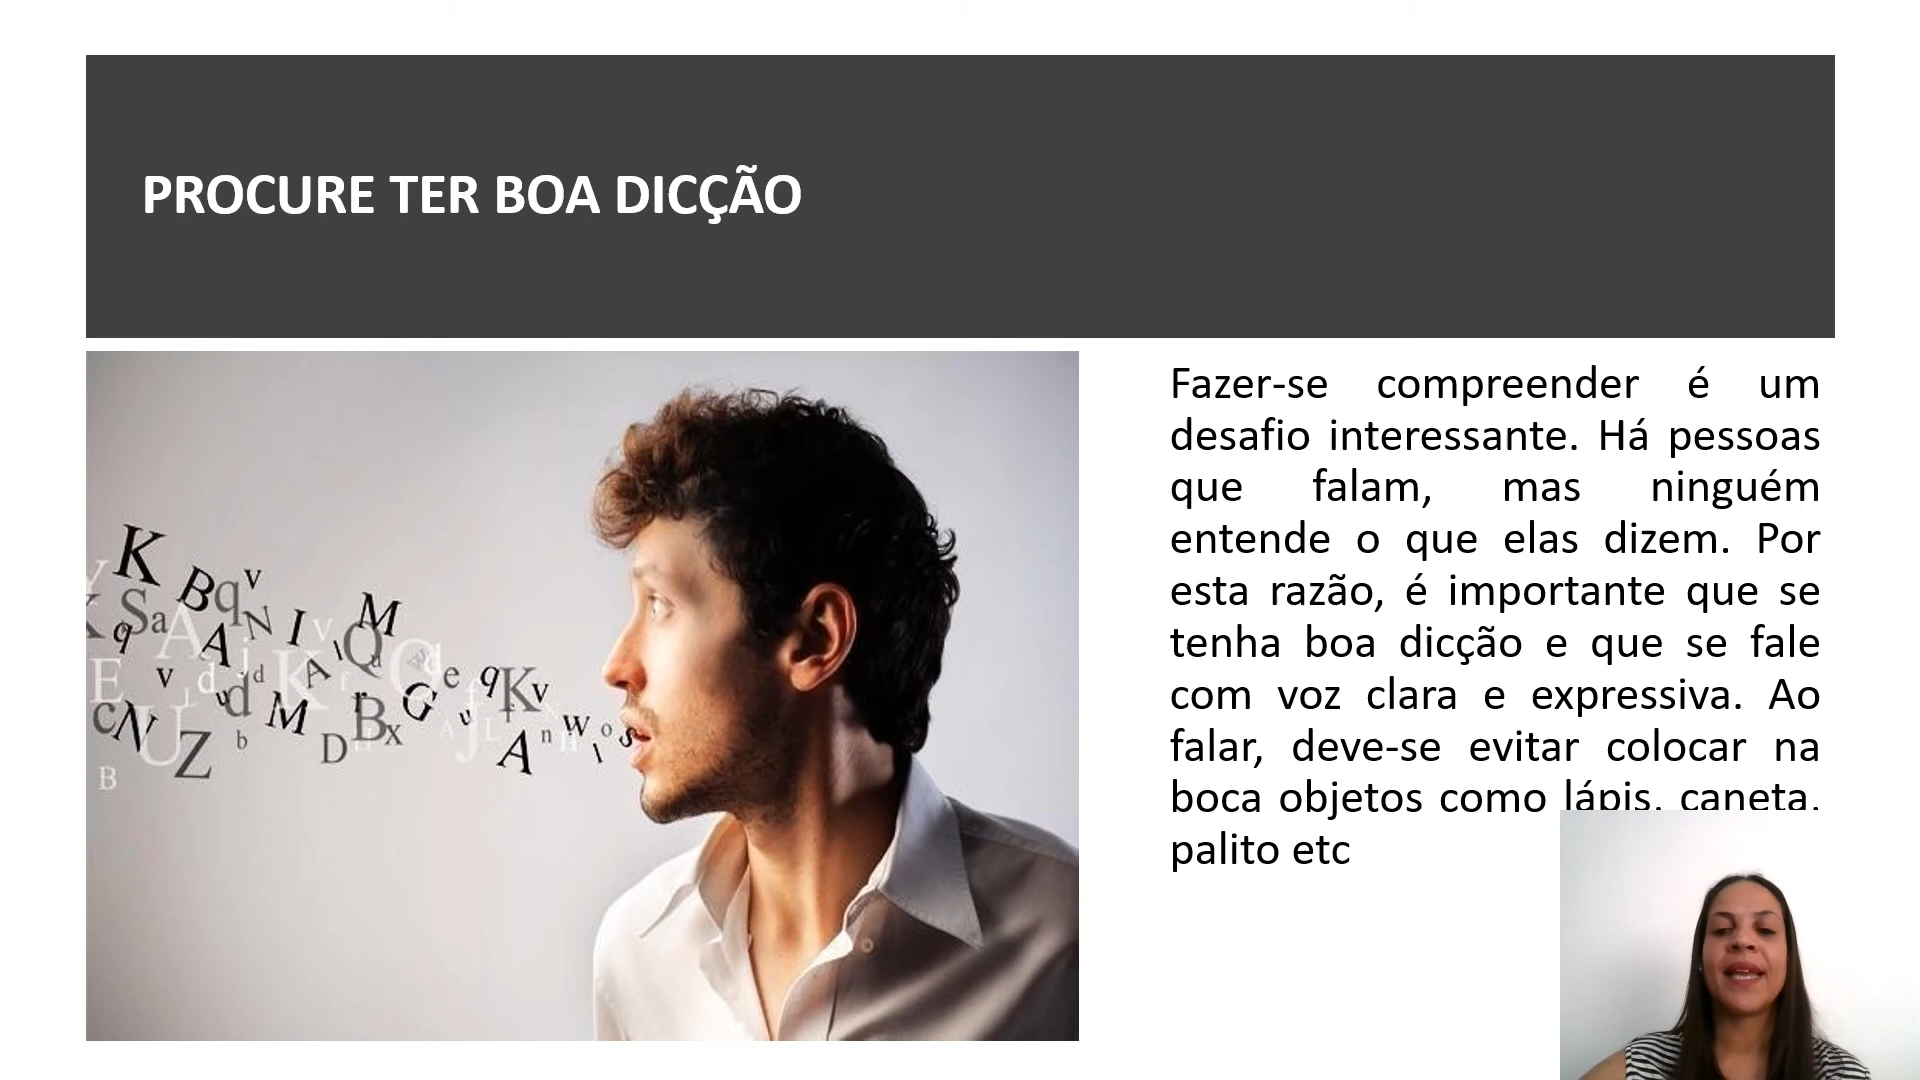 PROCURE TER BOA DICÇÃO
Fazer-se compreender é um
desafio interessante. Há pessoas
que falam, mas ninguém
entende o que elas dizem. Por
esta razão, é importante que se
tenha boa dicção e que se fale
com voz clara e expressiva. Ao
falar, deve-se evitar colocar na
boca objetos como lápis, caneta,
palito etc